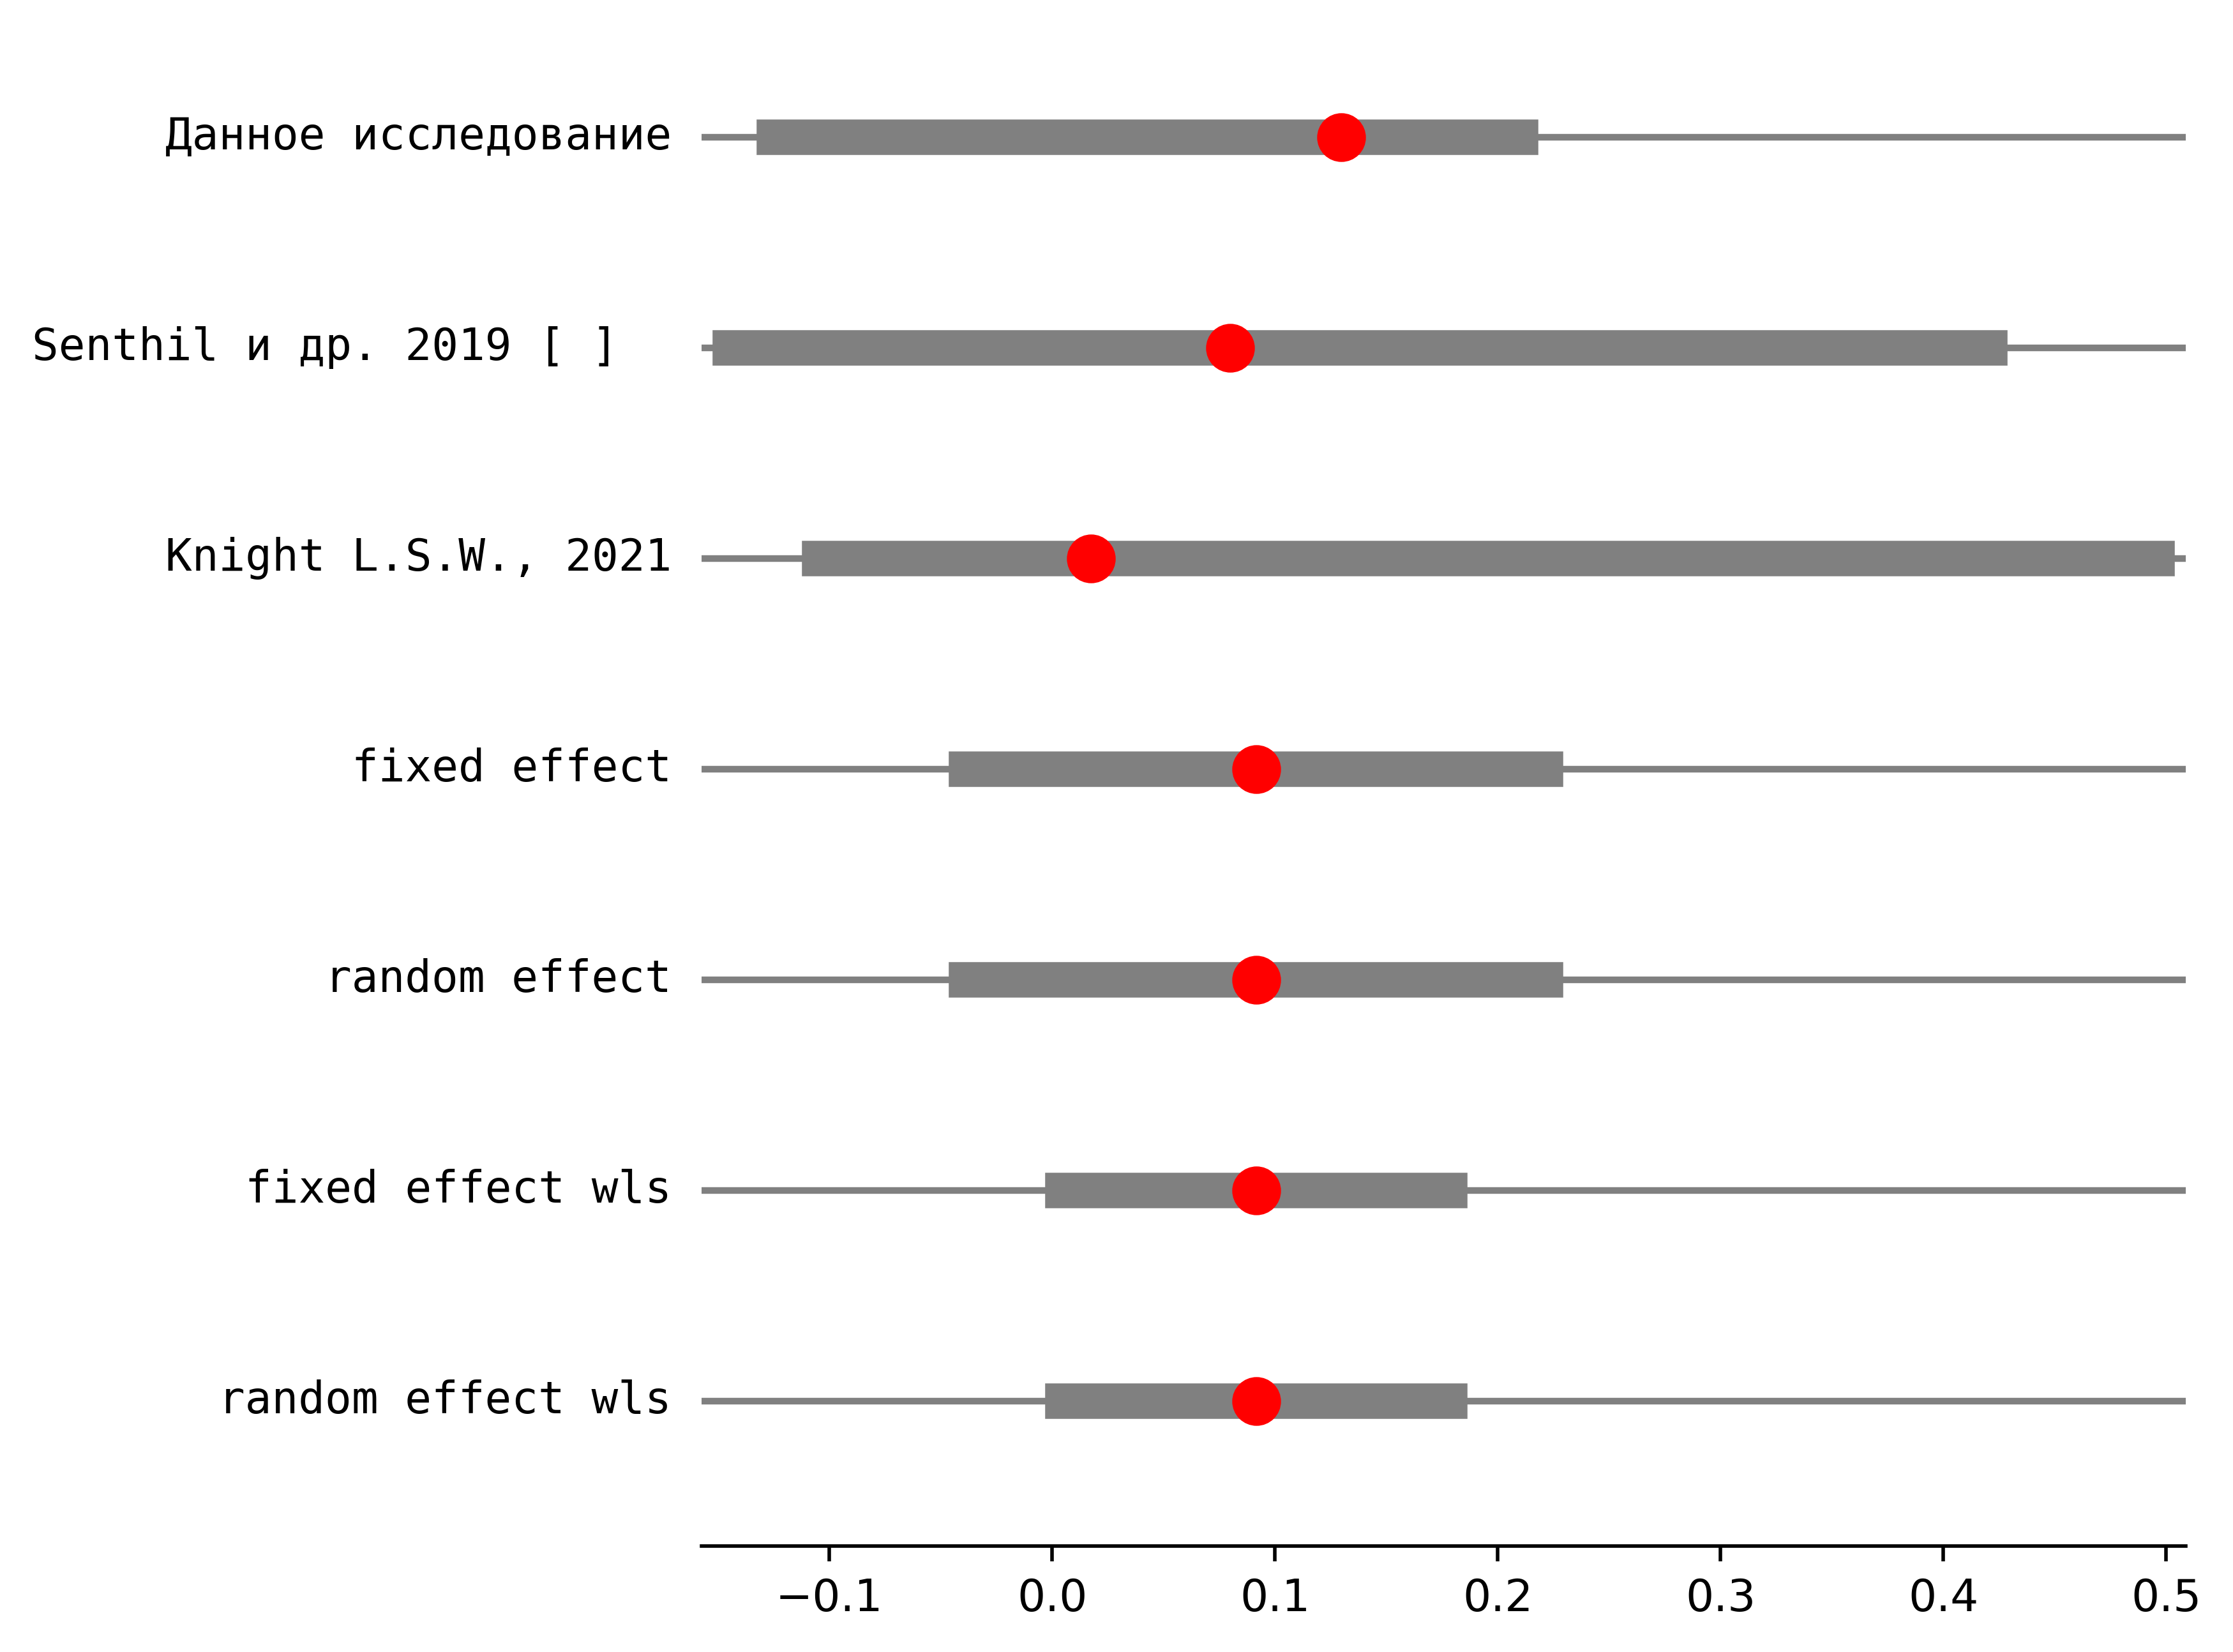 Данное исследование
Senthil и др. 2019 [ ]
Knight L.S.W., 2021
fixed effect
random effect
fixed effect wls
random effect wls
−0.1 0.0 0.1 0.2 0.3 0.4 0.5